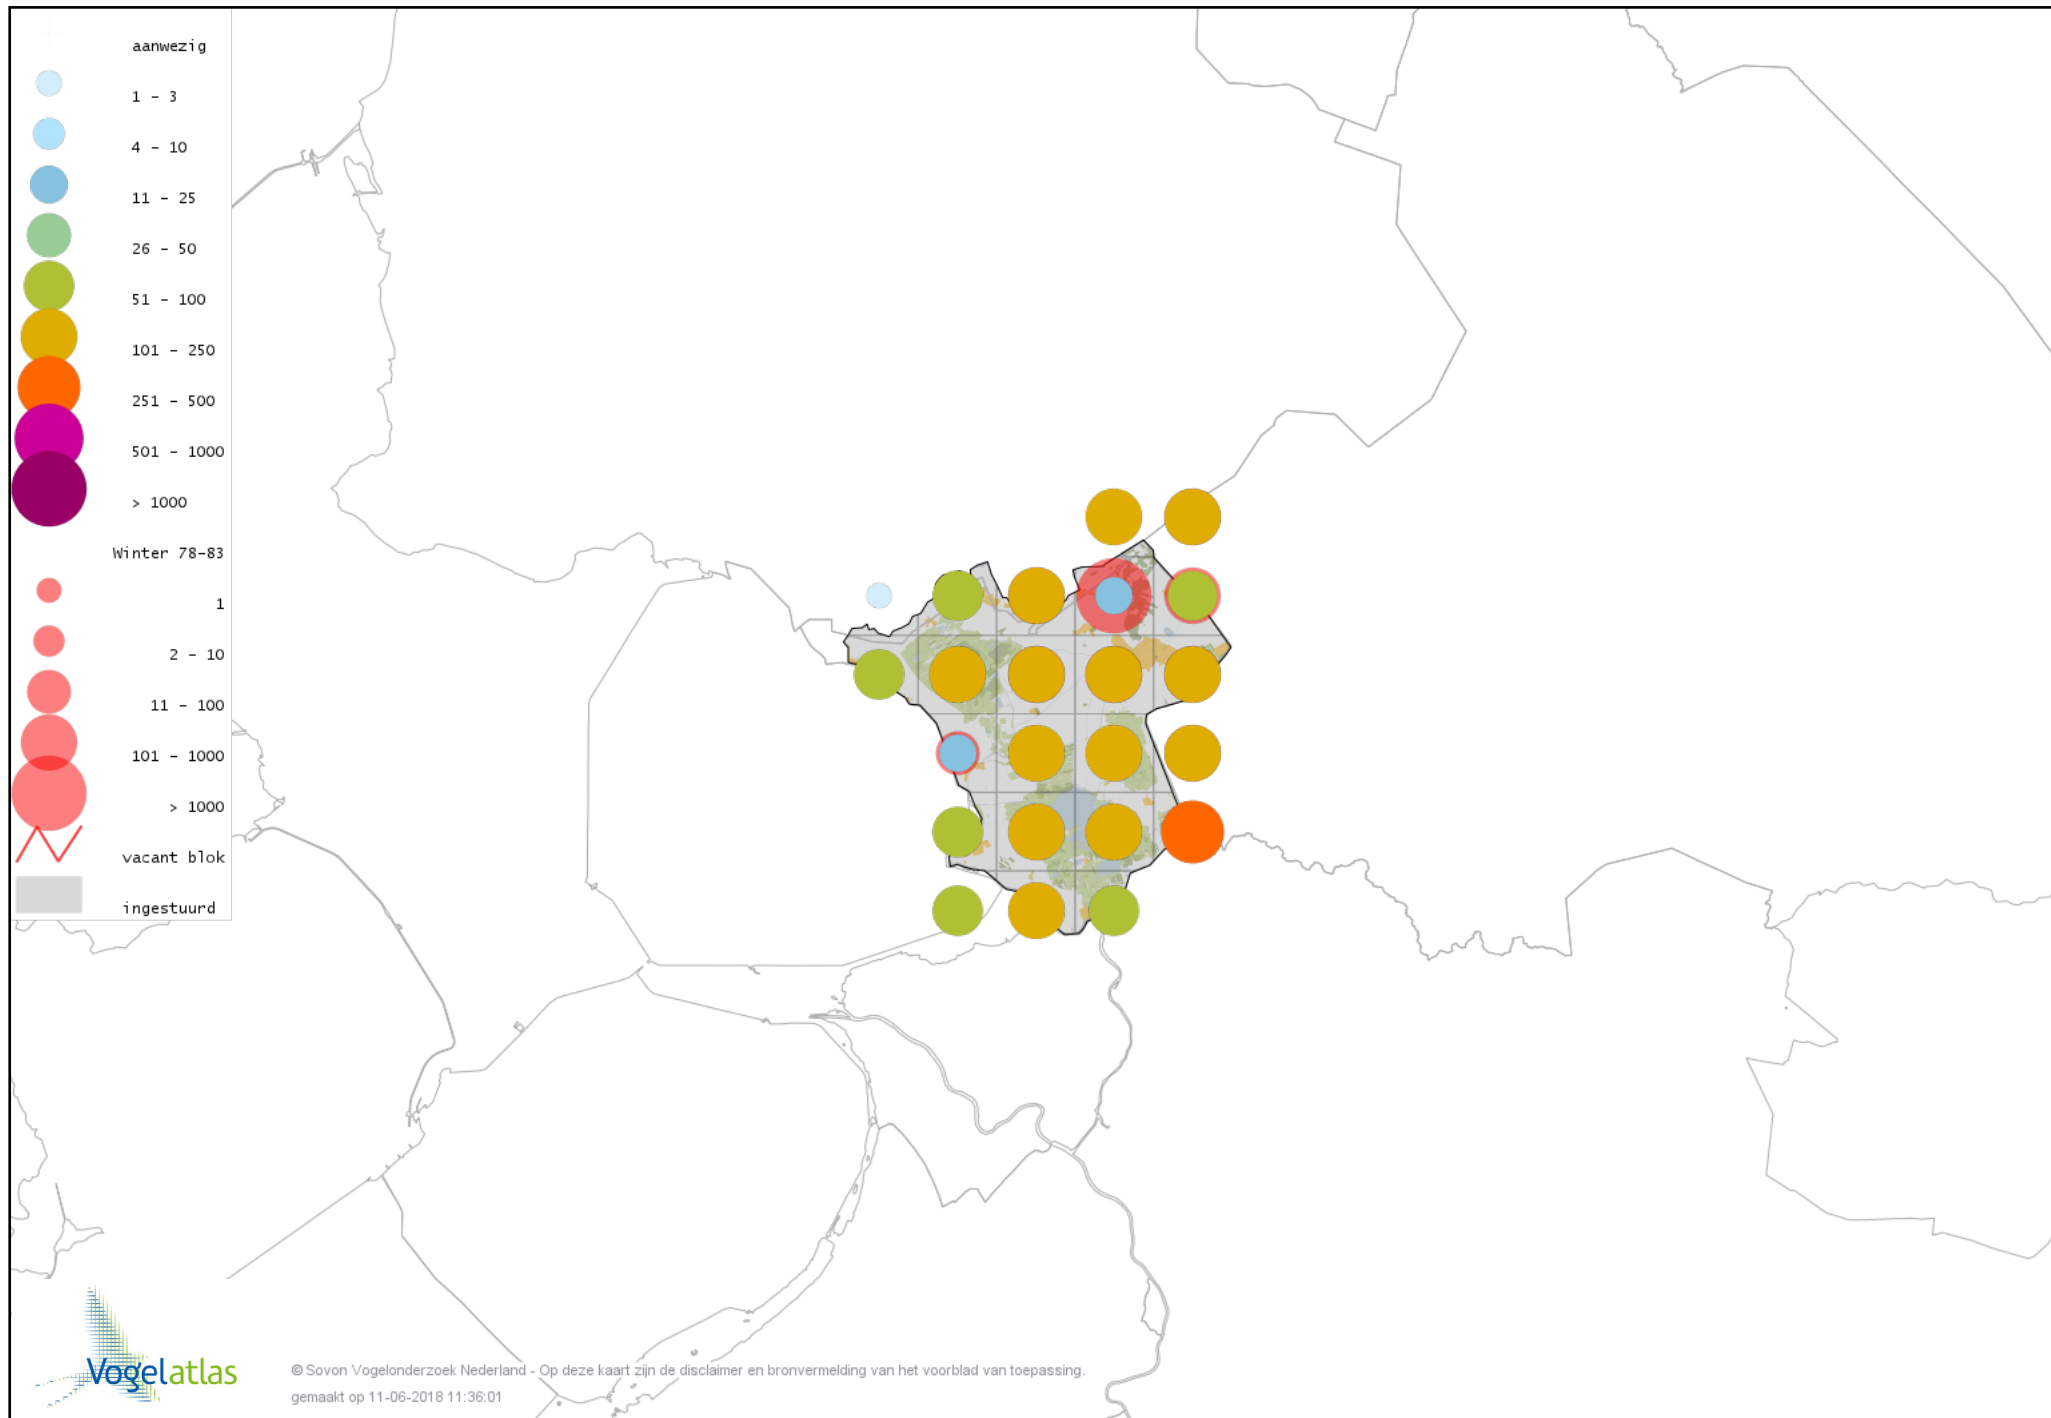 aanwezig
1 - 3
4 - 10
11 - 25
26 - 50
51 - 100
101 - 250
251 - 500
501 - 1000
> 1000
Winter 78-83
1
2 - 10
11 - 100
101 - 1000
> 1000
vacant blok
ingestuurd
Vogelatlas
© Sovon Vogelonderzoek Nederland - Op deze kaart zijn de disclaimer en bronvermelding van het voorblad van toepassing.
gemaakt op 11-06-2018 11:36:01